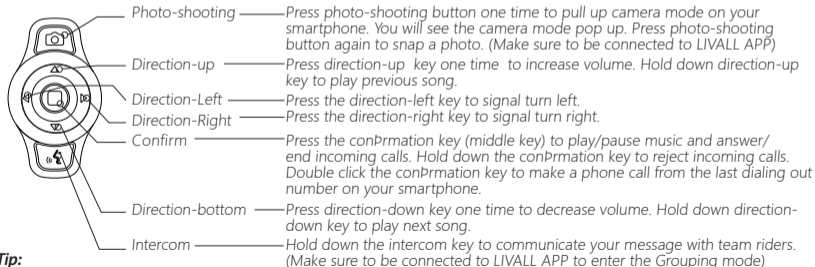 Photo-shooting Press photo-shooting button one time to pull up camera mode on your
smartphone. You will see the camera mode pop up. Press photo-shooting
button again to snap a photo. (Make sure to be connected to LIVALL APP)
Direction-up Press direction-up key one time to increase volume. Hold down direction-up
key to play previous song.
Direction-Left Press the direction-left key to signal turn left.
Direction-Right Press the direction-right key to signal turn right.
Confirm Press the conÞrmation key (middle key) to play/pause music and answer/
end incoming calls. Hold down the conÞrmation key to reject incoming calls.
Double click the conÞrmation key to make a phone call from the last dialing out
number on your smartphone.
Direction-bottom Press direction-down key one time to decrease volume. Hold down direction-
down key to play next song.
Intercom Hold down the intercom key to communicate your message with team riders.
Tip: (Make sure to be connected to LIVALL APP to enter the Grouping mode)